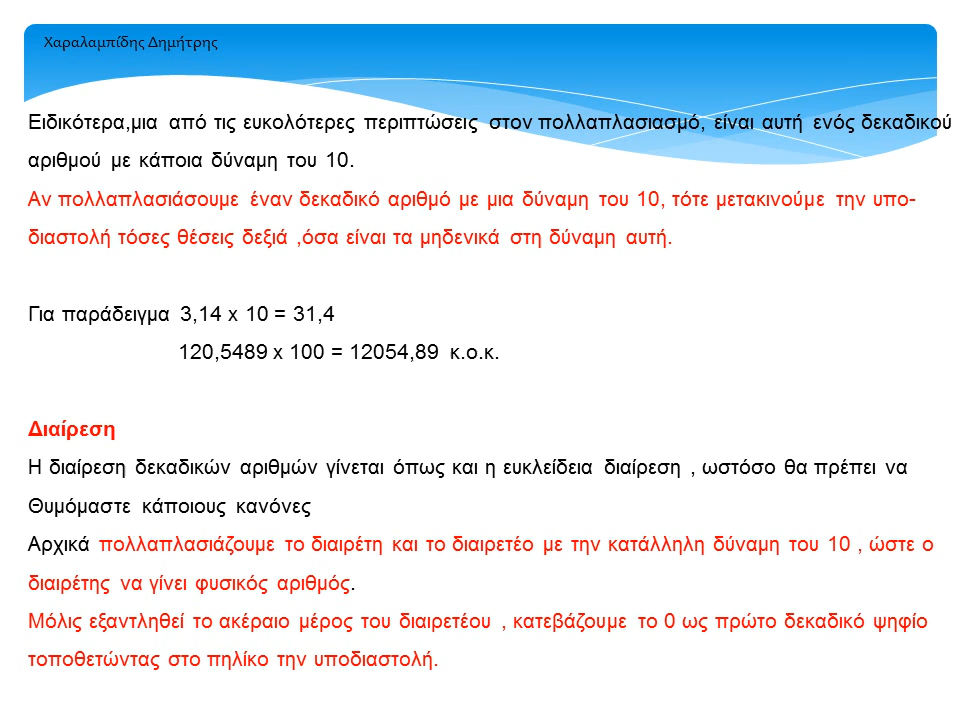 Χαραλαμπίδης Δημήτρης
Ειδικότερα,μια από τις ευκολότερες περιπτώσεις στον πολλαπλασιασμό, είναι αυτή ενός δεκαδικού
αριθμού με κάποια δύναμη του 10.
Αν πολλαπλασιάσουμε έναν δεκαδικό αριθμό με μια δύναμη του 10, τότε μετακινούμε την υπο-
διαστολή τόσες θέσεις δεξιά ,όσα είναι τα μηδενικά στη δύναμη αυτή.
Για παράδειγμα 3,14 x 10 = 31,4
120,5489 x 100 = 12054,89 κ.ο.κ.
Διαίρεση
Η διαίρεση δεκαδικών αριθμών γίνεται όπως και η ευκλείδεια διαίρεση , ωστόσο θα πρέπει να
Θυμόμαστε κάποιους κανόνες
Αρχικά πολλαπλασιάζουμε το διαιρέτη και το διαιρετέο με την κατάλληλη δύναμη του 10 , ώστε ο
διαιρέτης να γίνει φυσικός αριθμός.
Μόλις εξαντληθεί το ακέραιο μέρος του διαιρετέου , κατεβάζουμε το 0 ως πρώτο δεκαδικό ψηφίο
τοποθετώντας στο πηλίκο την υποδιαστολή.